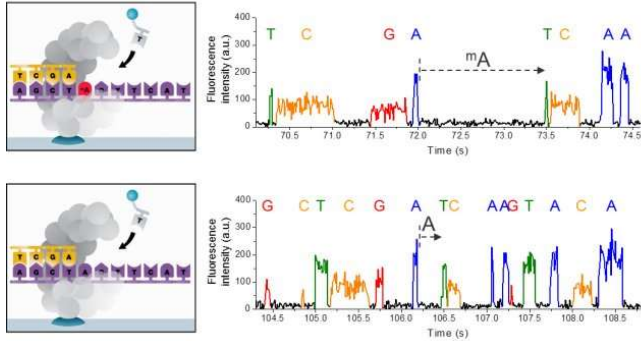 T
T C G A
A G C T
T C A T
Fluorescence intensity (a.u.)
400
300
200
100
0
T C G A T C A A
mA
70.5 71.0 71.5 72.0 72.5 73.0 73.5 74.0 74.5
Time (s)
T
T C G A
A G C T A
T C A T
Fluorescence intensity (a.u.)
400
300
200
100
0
G C T C G A T C A A G T A C A
A
104.5 105.0 105.5 106.0 106.5 107.0 107.5 108.0 108.5
Time (s)